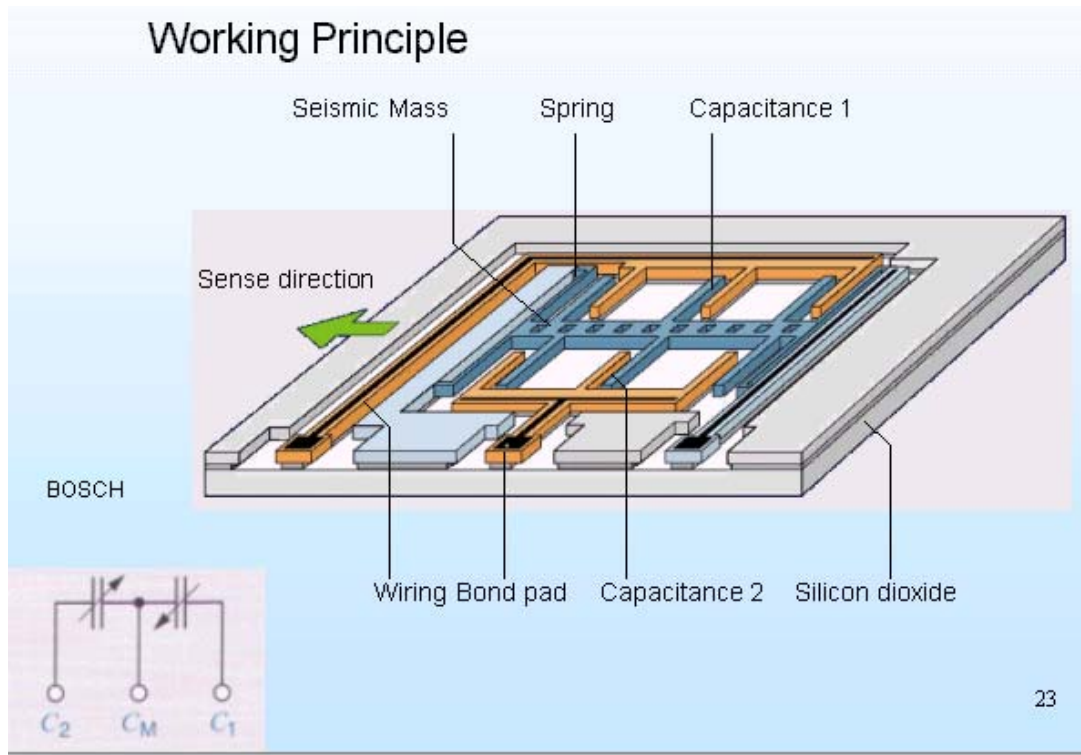 Working Principle
Seismic Mass Spring Capacitance 1
Sense direction
BOSCH
Wiring Bond pad Capacitance 2 Silicon dioxide
C2 CM C1
23